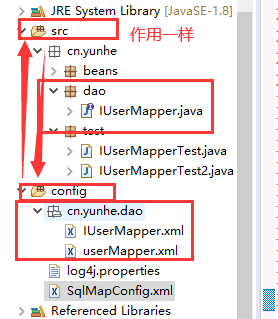 JRE System Library [JavaSE-1.8]
src
作用一样
cn.yunhe
beans
dao
IUserMapper.java
test
IUserMapperTest.java
IUserMapperTest2.java
config
cn.yunhe.dao
IUserMapper.xml
userMapper.xml
log4j.properties
SqlMapConfig.xml
Referenced Libraries